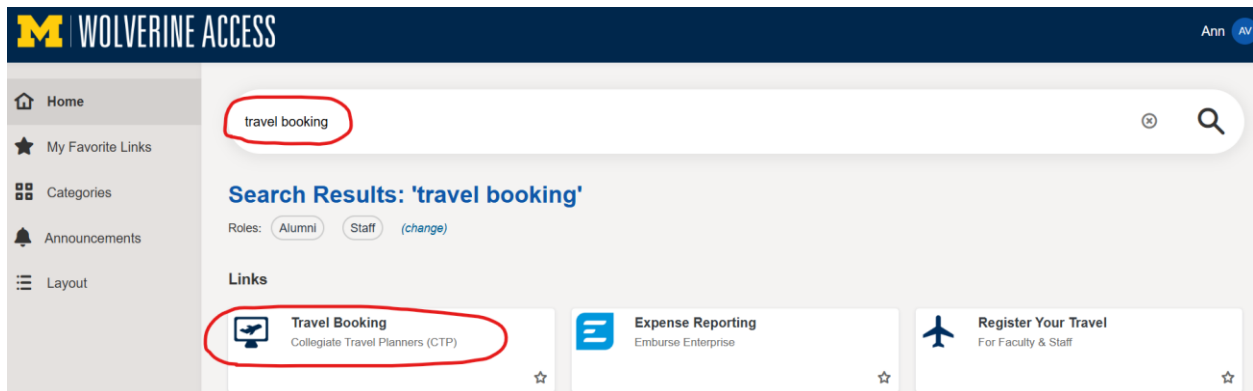 M WOLVERINE ACCESS
Ann AV
Home
My Favorite Links
Categories
Announcements
Layout
travel booking
Search Results: 'travel booking'
Roles: Alumni Staff (change)
Links
Travel Booking
Collegiate Travel Planners (CTP)
Expense Reporting
Emburse Enterprise
Register Your Travel
For Faculty & Staff